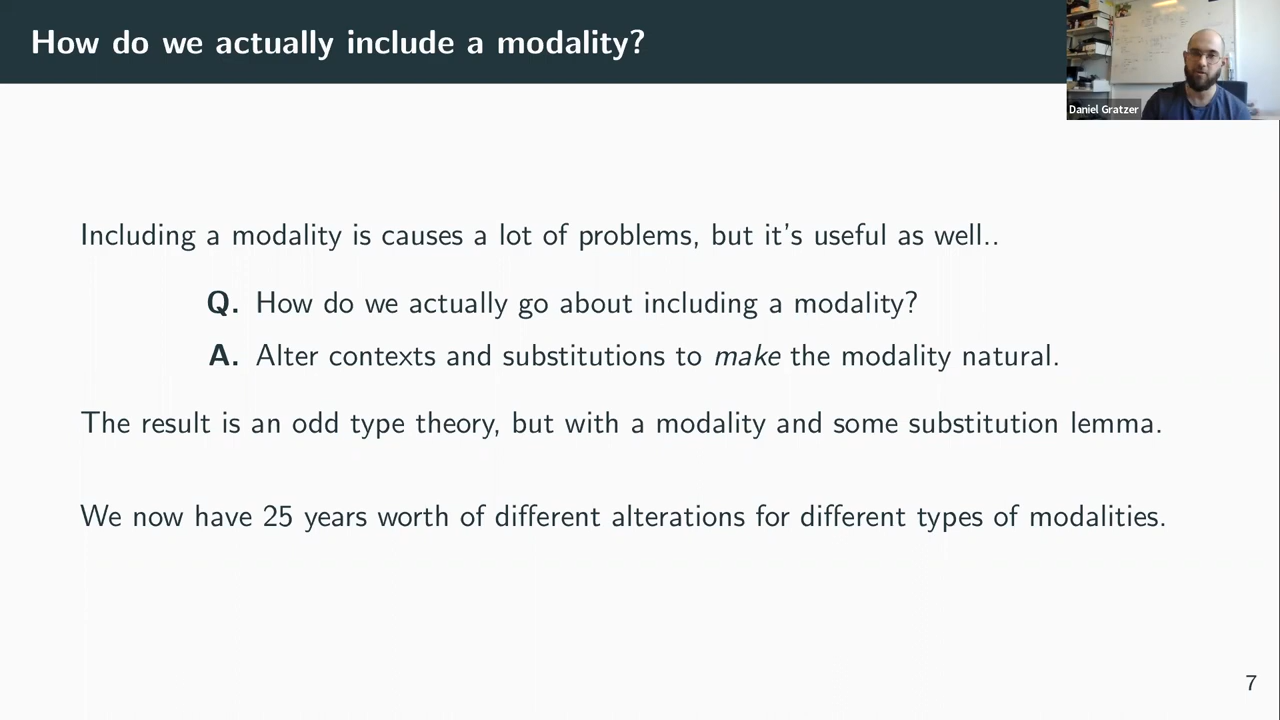 How do we actually include a modality?
Daniel Gratzer
Including a modality is causes a lot of problems, but it's useful as well..
Q. How do we actually go about including a modality?
A. Alter contexts and substitutions to make the modality natural.
The result is an odd type theory, but with a modality and some substitution lemma.
We now have 25 years worth of different alterations for different types of modalities.
7